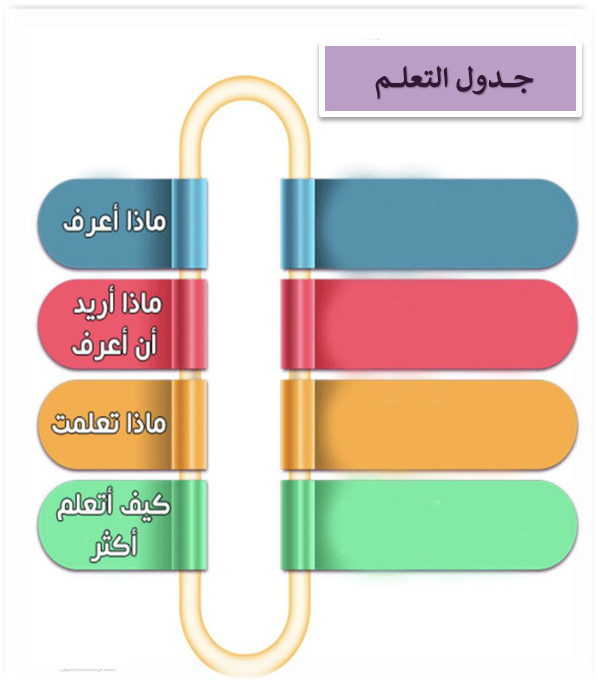 جدول التعلم
ماذا أعرف
ماذا أريد
أن أعرف
ماذا تعلمت
كيف أتعلم
أكثر